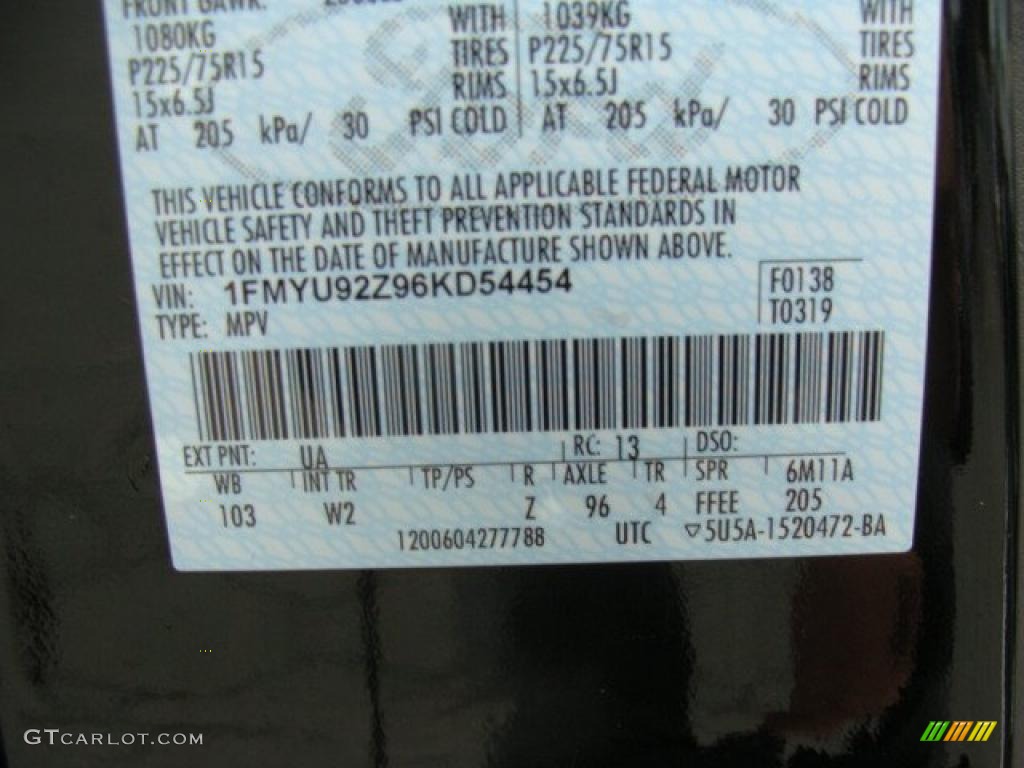 FRONT GAWR:
1080KG WITH 1039KG WITH
P225/75R15 TIRES P225/75R15 TIRES
15x6.5J RIMS 15x6.5J RIMS
AT 205 kPa/ 30 PSI COLD AT 205 kPa/ 30 PSI COLD
Ford
THIS VEHICLE CONFORMS TO ALL APPLICABLE FEDERAL MOTOR
VEHICLE SAFETY AND THEFT PREVENTION STANDARDS IN
EFFECT ON THE DATE OF MANUFACTURE SHOWN ABOVE.
VIN: 1FMYU92Z96KD54454 F0138
TYPE: MPV T0319
EXT PNT: UA RC: 13 DSO:
WB INT TR TP/PS R AXLE TR SPR 6M11A
103 W2 Z 96 4 FFEE 205
1200604277788 UTC ▽5U5A-1520472-BA
GTCARLOT.COM